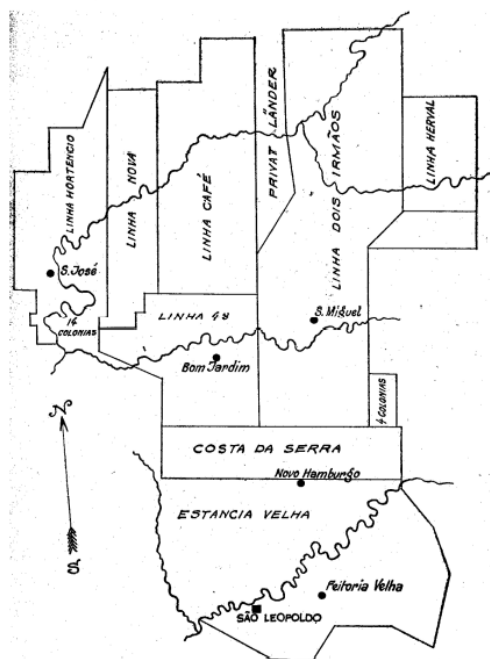 LINHA HORTENCIO
LINHA NOVA
LINHA CAFÉ
PRIVAT LÄNDER
LINHA DOIS IRMÃOS
LINHA HERVAL
S. José
14
COLONIAS
LINHA 48
S. Miguel
Bom Jardim
4 COLONIAS
N
S
COSTA DA SERRA
Novo Hamburgo
ESTANCIA VELHA
Feitoria Velha
SÃO LEOPOLDO